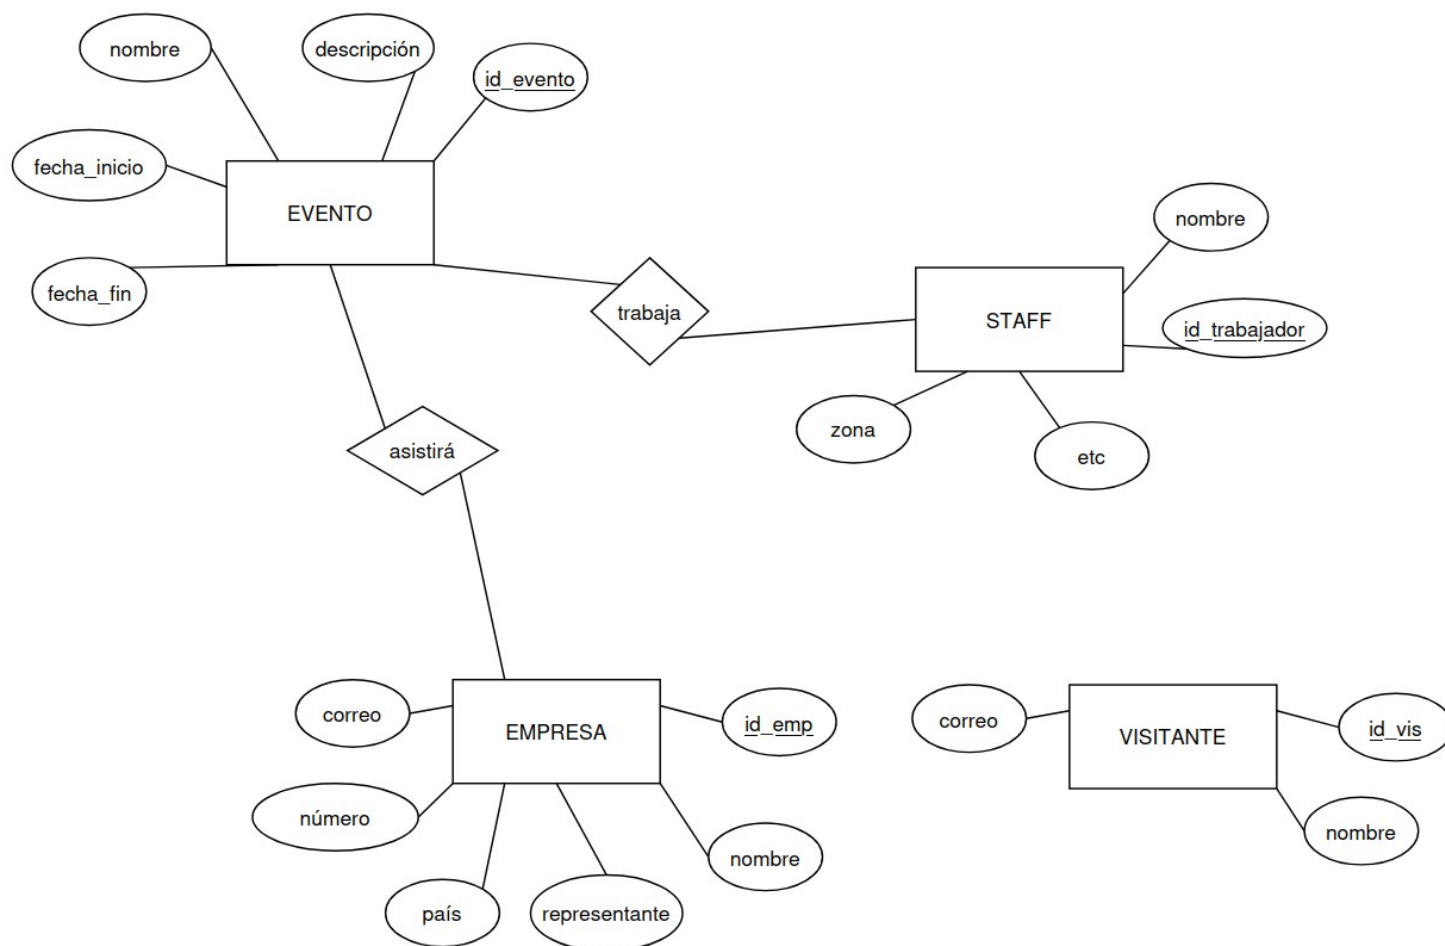 nombre
descripción
id_evento
fecha_inicio
EVENTO
fecha_fin
trabaja
nombre
STAFF
id_trabajador
zona
etc
asistirá
correo
EMPRESA
id_emp
número
nombre
país
representante
correo
VISITANTE
id_vis
nombre